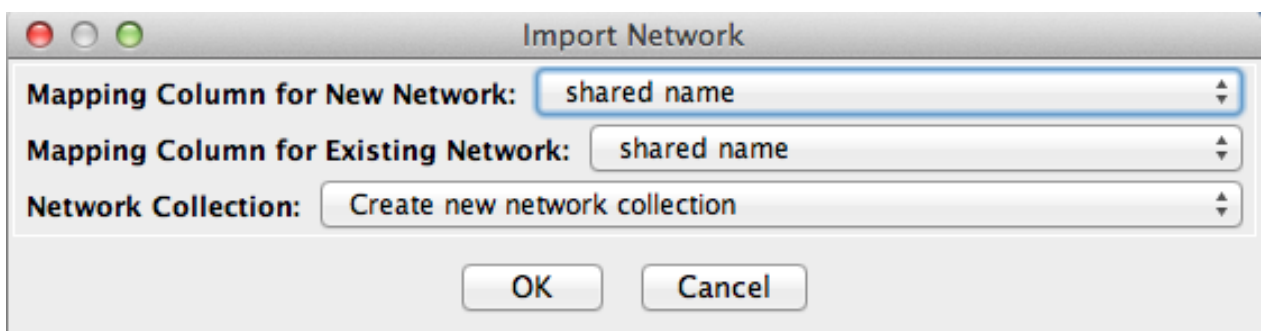 Import Network
Mapping Column for New Network: shared name
Mapping Column for Existing Network: shared name
Network Collection: Create new network collection
OK Cancel